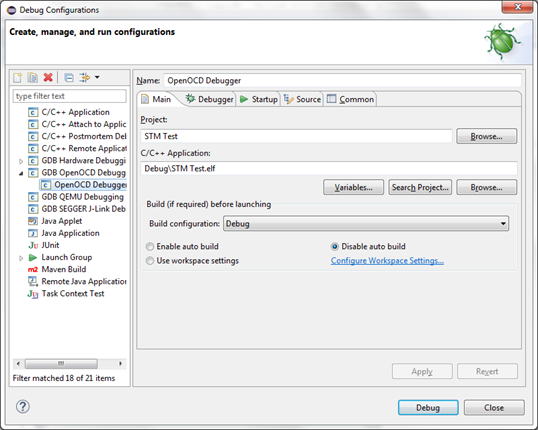 Debug Configurations
Create, manage, and run configurations
type filter text
C/C++ Application
C/C++ Attach to Applic
C/C++ Postmortem Del
C/C++ Remote Applicat
GDB Hardware Debuggi
GDB OpenOCD Debugg
OpenOCD Debugger
GDB QEMU Debugging
GDB SEGGER J-Link Deb
Java Applet
Java Application
JUnit
Launch Group
m2 Maven Build
Remote Java Application
Task Context Test
Filter matched 18 of 21 items
Name: OpenOCD Debugger
Main Debugger Startup Source Common
Project:
STM Test
Browse...
C/C++ Application:
Debug\STM Test.elf
Variables... Search Project... Browse...
Build (if required) before launching
Build configuration: Debug
Enable auto build Disable auto build
Use workspace settings Configure Workspace Settings...
Apply Revert
? Debug Close